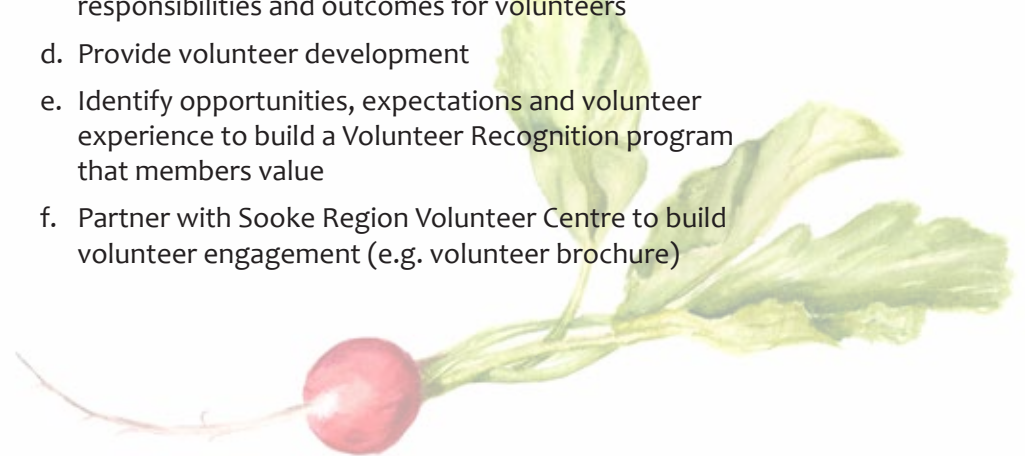 responsibilities and outcomes for volunteers
d. Provide volunteer development
e. Identify opportunities, expectations and volunteer
experience to build a Volunteer Recognition program
that members value
f. Partner with Sooke Region Volunteer Centre to build
volunteer engagement (e.g. volunteer brochure)